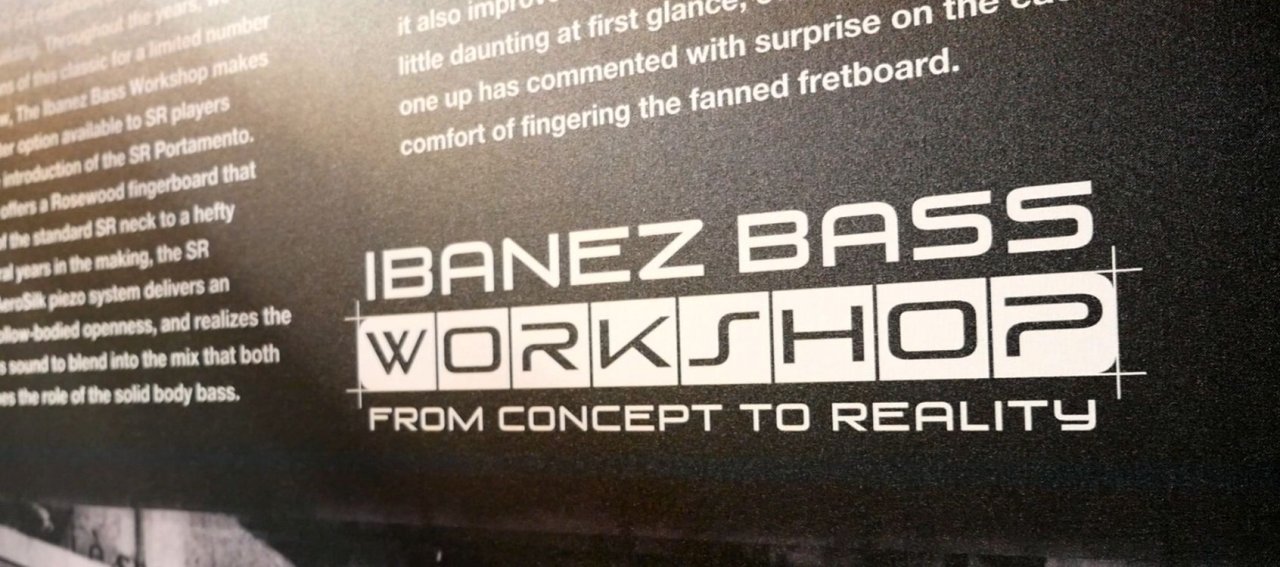 Throughout the years,
of this classic for a limited number
The Ibanez Bass Workshop makes
option available to SR players
introduction of the SR Portamento.
offers a Rosewood fingerboard that
the standard SR neck to a hefty
years in the making, the SR
AeroSilk piezo system delivers an
openness, and realizes the
sound to blend into the mix that both
the role of the solid body bass.
it also
little daunting at first glance,
one up has commented with surprise on the
comfort of fingering the fanned fretboard.
IBANEZ BASS
WORKSHOP
FROM CONCEPT TO REALITY